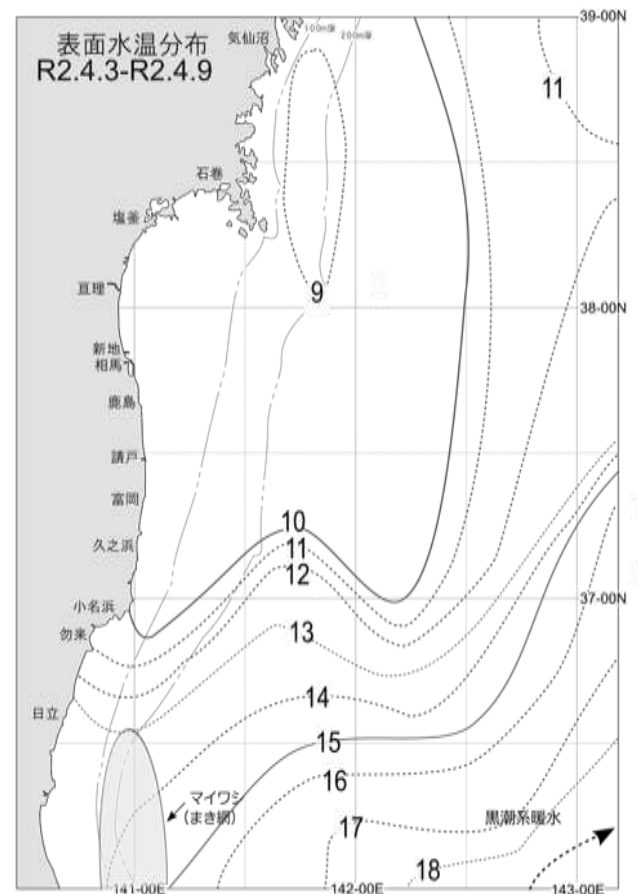 表面水温分布
R2.4.3-R2.4.9
気仙沼
100m深
200m深
39-00N
11
石巻
塩釜
亘理
9
38-00N
新地
相馬
鹿島
請戸
富岡
久之浜
10
11
12
小名浜
37-00N
勿来
13
14
日立
15
16
マイワシ
(まき網)
17
黒潮系暖水
18
141-00E
142-00E
143-00E